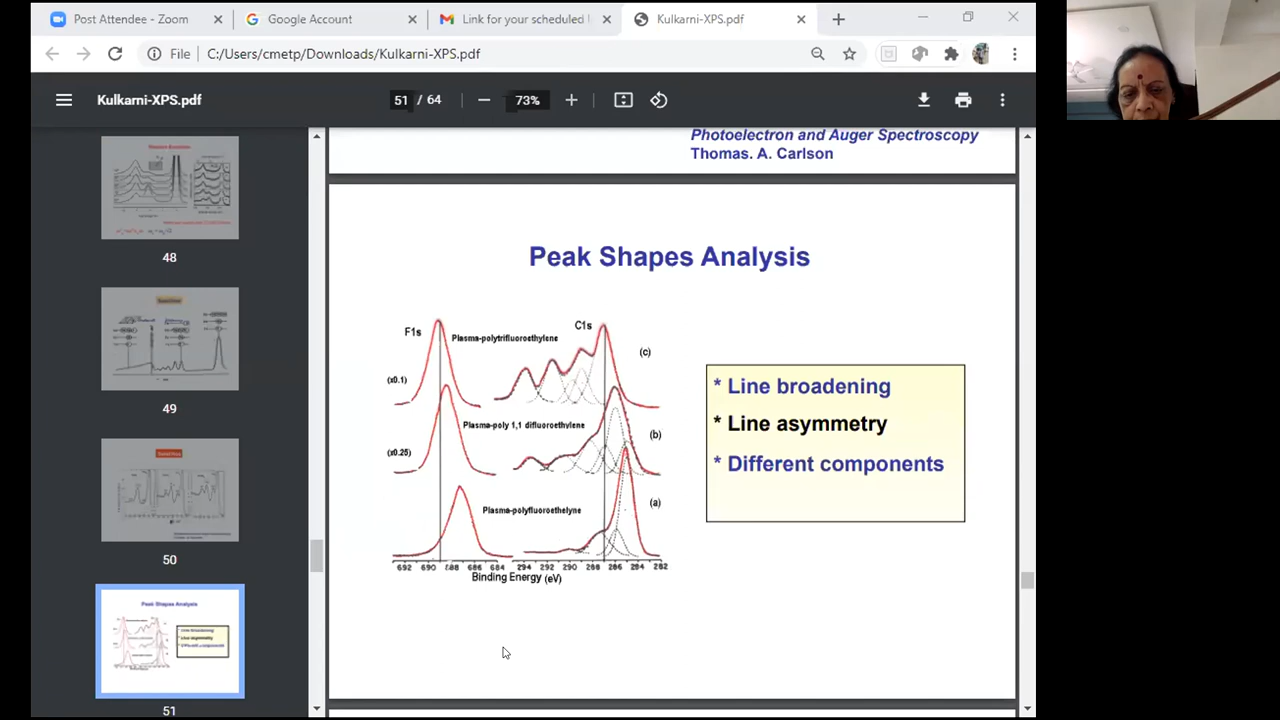 Post Attendee - Zoom
Google Account
Link for your scheduled
Kulkarni-XPS.pdf
File
C:/Users/cmetp/Downloads/Kulkarni-XPS.pdf
Kulkarni-XPS.pdf
51 / 64
73%
48
49
50
Peak Shapes Analysis
51
Photoelectron and Auger Spectroscopy
Thomas. A. Carlson
Peak Shapes Analysis
F1s
C1s
Plasma-polytrifluoroethylene
(c)
(x0.1)
Plasma-poly 1,1 difluoroethylene
(b)
(x0.25)
Plasma-polyfluoroethelyne
(a)
692 690 688 686 684 294 292 290 288 286 284 282
Binding Energy (eV)
* Line broadening
* Line asymmetry
* Different components